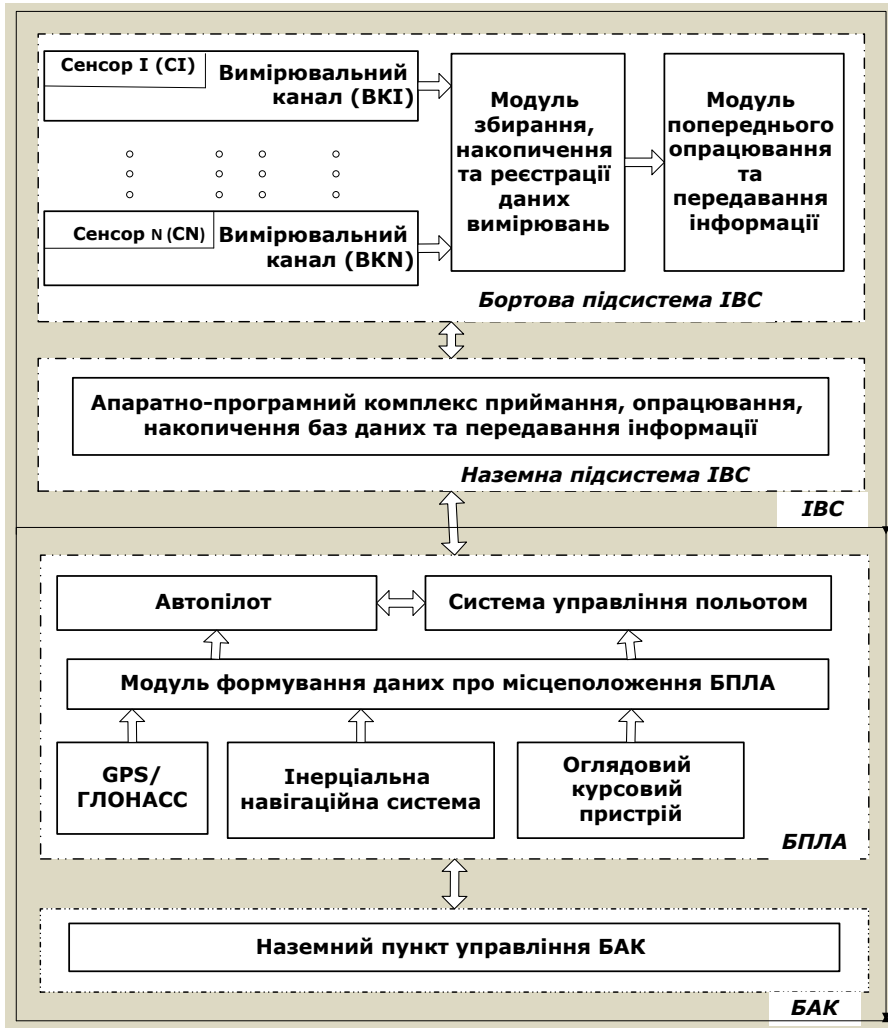 Сенсор I (CI)
Вимірювальний
канал (ВКІ)
Модуль
збирання,
накопичення
та реєстрації
даних
вимірювань
Модуль
попереднього
опрацювання
та
передавання
інформації
Сенсор N (CN)
Вимірювальний
канал (ВКN)
Бортова підсистема ІВС
Апаратно-програмний комплекс приймання, опрацювання,
накопичення баз даних та передавання інформації
Наземна підсистема ІВС
ІВС
Автопілот
Система управління польотом
Модуль формування даних про місцеположення БПЛА
GPS/
ГЛОНАСС
Інерціальна
навігаційна система
Оглядовий
курсовий
пристрій
БПЛА
Наземний пункт управління БАК
БАК